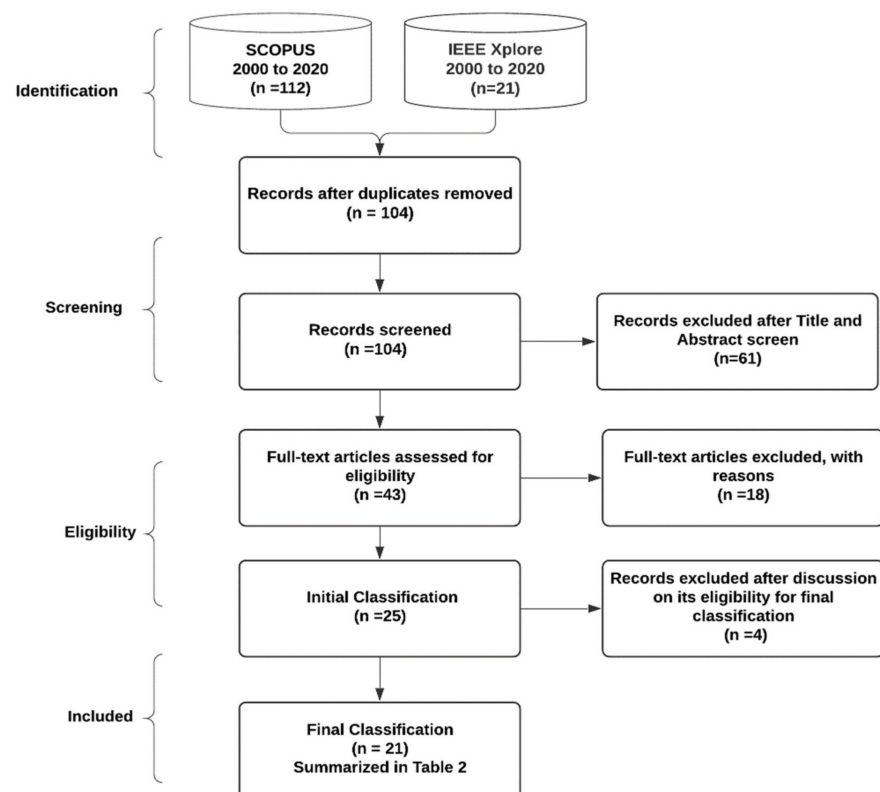 SCOPUS
2000 to 2020
(n =112)
IEEE Xplore
2000 to 2020
(n=21)
Identification
Records after duplicates removed
(n = 104)
Screening
Records screened
(n =104)
Records excluded after Title and
Abstract screen
(n=61)
Full-text articles assessed for
eligibility
(n =43)
Full-text articles excluded, with
reasons
(n =18)
Eligibility
Initial Classification
(n =25)
Records excluded after discussion
on its eligibility for final
classification
(n =4)
Included
Final Classification
(n = 21)
Summarized in Table 2